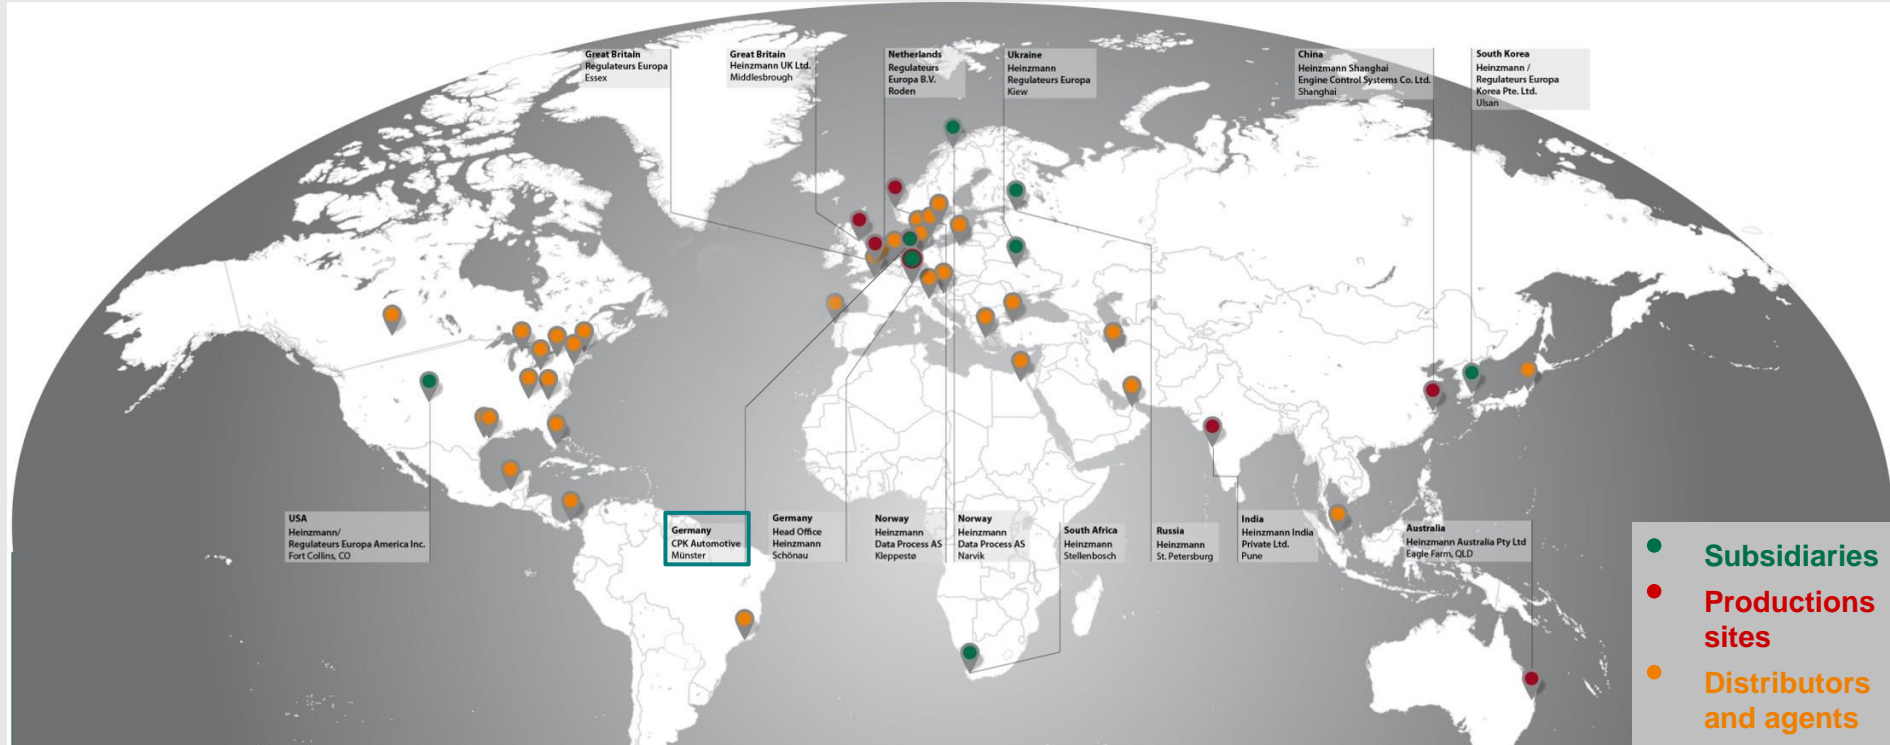 Great Britain
Regulateurs Europa
Essex
Great Britain
Heinzmann UK Ltd.
Middlesbrough
Netherlands
Regulateurs
Europa B.V.
Roden
Ukraine
Heinzmann
Regulateurs Europa
Kiew
China
Heinzmann Shanghai
Engine Control Systems Co. Ltd.
Shanghai
South Korea
Heinzmann /
Regulateurs Europa
Korea Pte. Ltd.
Ulsan
USA
Heinzmann/
Regulateurs Europa America Inc.
Fort Collins, CO
Germany
CPK Automotive
Münster
Germany
Head Office
Heinzmann
Schönau
Norway
Heinzmann
Data Process AS
Kleppestø
Norway
Heinzmann
Data Process AS
Narvik
South Africa
Heinzmann
Stellenbosch
Russia
Heinzmann
St. Petersburg
India
Heinzmann India
Private Ltd.
Pune
Australia
Heinzmann Australia Pty Ltd
Eagle Farm, QLD
Subsidiaries
Productions
sites
Distributors
and agents